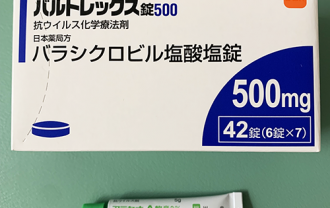 バルトレックス錠500
抗ウイルス化学療法剤
日本薬局方
バラシクロビル塩酸塩錠
500mg
42錠(6錠×7)
5g